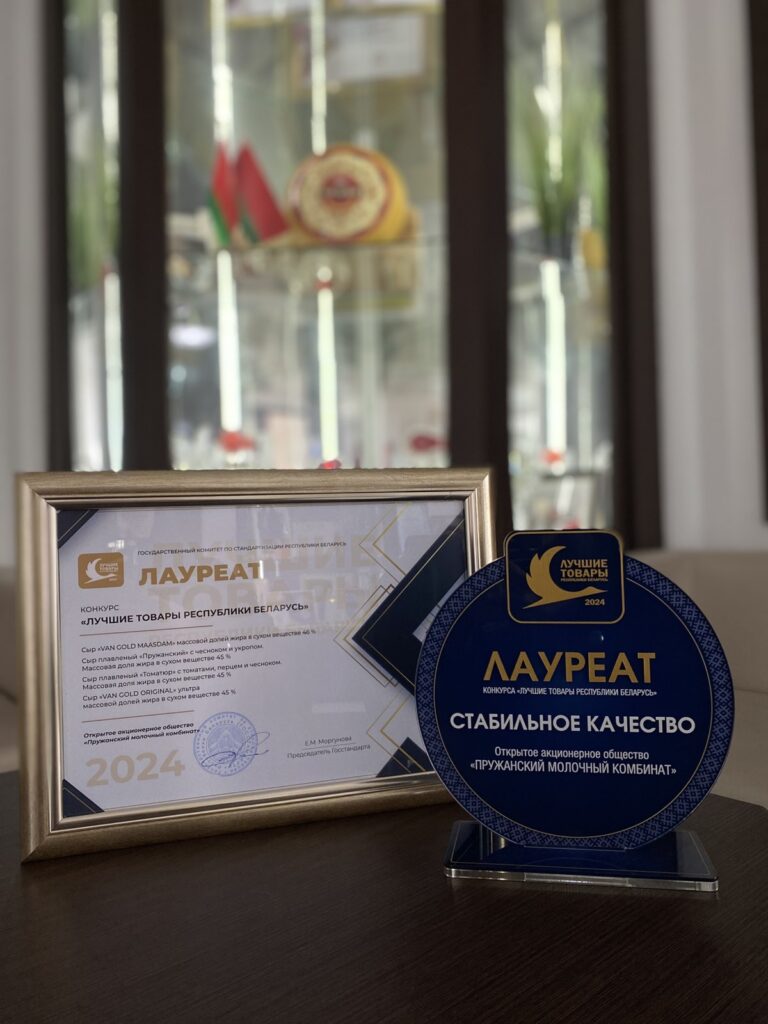 ГОСУДАРСТВЕННЫЙ КОМИТЕТ ПО СТАНДАРТИЗАЦИИ РЕСПУБЛИКИ БЕЛАРУСЬ
ЛУЧШИЕ
ТОВАРЫ
ЛАУРЕАТ
КОНКУРС
«ЛУЧШИЕ ТОВАРЫ РЕСПУБЛИКИ БЕЛАРУСЬ»
Сыр «VAN GOLD MAASDAM» массовой долей жира в сухом веществе 46 %
Сыр плавленый «Пружанский» с чесноком и укропом.
Массовая доля жира в сухом веществе 45 %
Сыр плавленый «Томатюр» с томатами, перцем и чесноком.
Массовая доля жира в сухом веществе 45 %
Сыр «VAN GOLD ORIGINAL» ультра
массовой долей жира в сухом веществе 45 %
Открытое акционерное общество
«Пружанский молочный комбинат»
2024
Е.М. Моргунова
Председатель Госстандарта
ЛУЧШИЕ
ТОВАРЫ
РЕСПУБЛИКИ БЕЛАРУСЬ
2024
ЛАУРЕАТ
КОНКУРСА «ЛУЧШИЕ ТОВАРЫ РЕСПУБЛИКИ БЕЛАРУСЬ»
СТАБИЛЬНОЕ КАЧЕСТВО
Открытое акционерное общество
«ПРУЖАНСКИЙ МОЛОЧНЫЙ КОМБИНАТ»